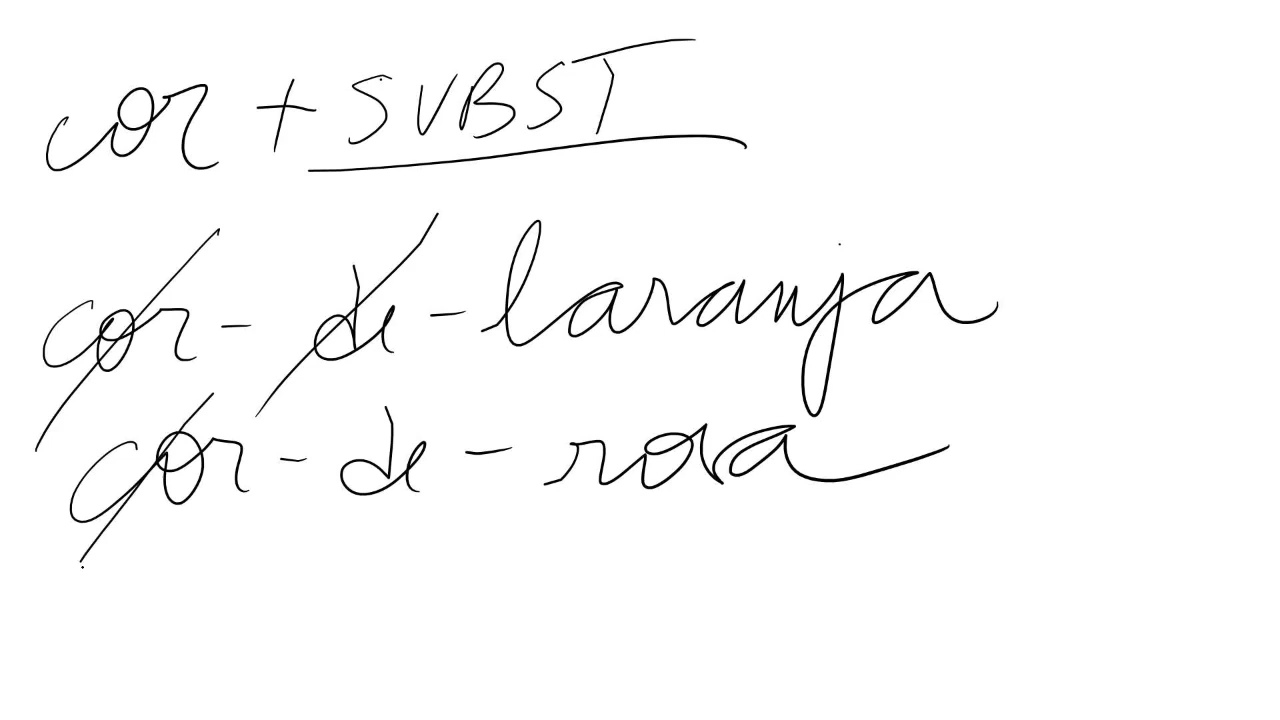 cor + SUBST
cor - de - laranja
cor - de - rosa